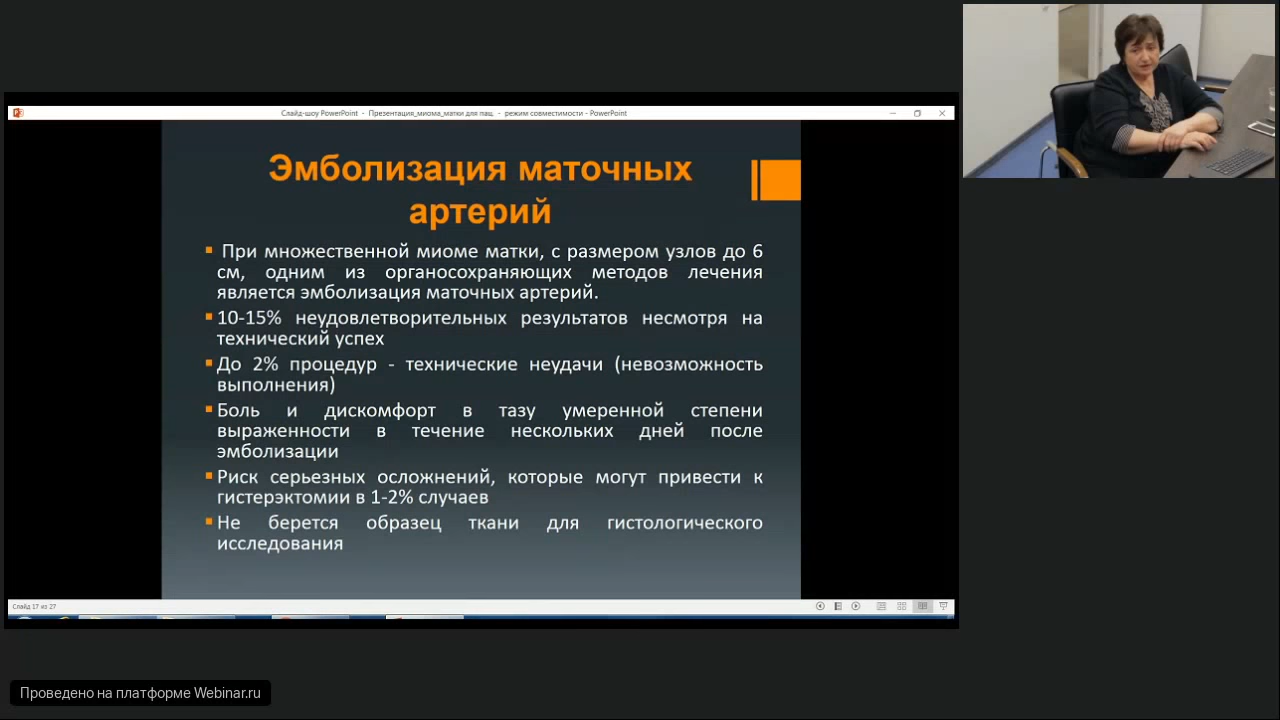 Слайд-шоу PowerPoint - Презентация_миома_матки для пац. - режим совместимости - PowerPoint
Эмболизация маточных
артерий
При множественной миоме матки, с размером узлов до 6
см, одним из органосохраняющих методов лечения
является эмболизация маточных артерий.
10-15% неудовлетворительных результатов несмотря на
технический успех
До 2% процедур - технические неудачи (невозможность
выполнения)
Боль и дискомфорт в тазу умеренной степени
выраженности в течение нескольких дней после
эмболизации
Риск серьезных осложнений, которые могут привести к
гистерэктомии в 1-2% случаев
Не берется образец ткани для гистологического
исследования
Слайд 17 из 27
Проведено на платформе Webinar.ru